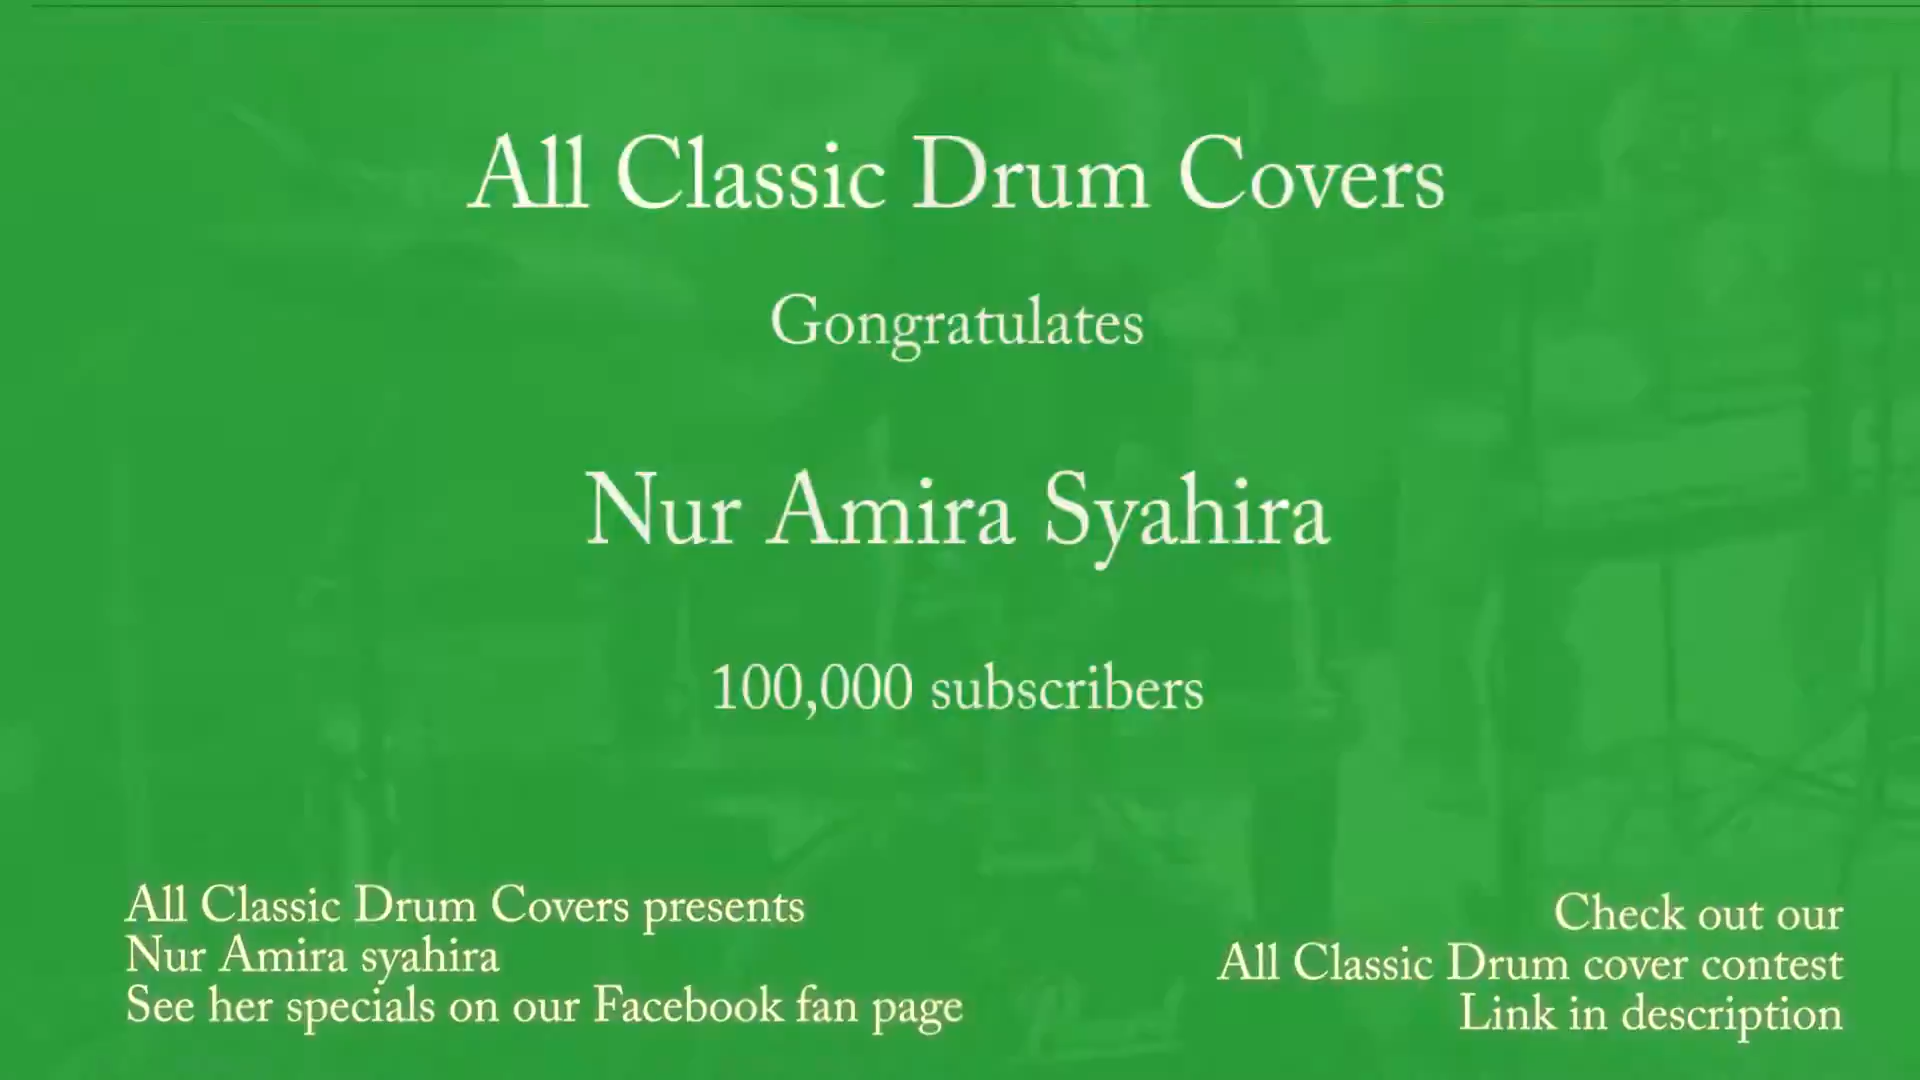 All Classic Drum Covers
Gongratulates
Nur Amira Syahira
100,000 subscribers
All Classic Drum Covers presents
Nur Amira syahira
See her specials on our Facebook fan page
Check out our
All Classic Drum cover contest
Link in description